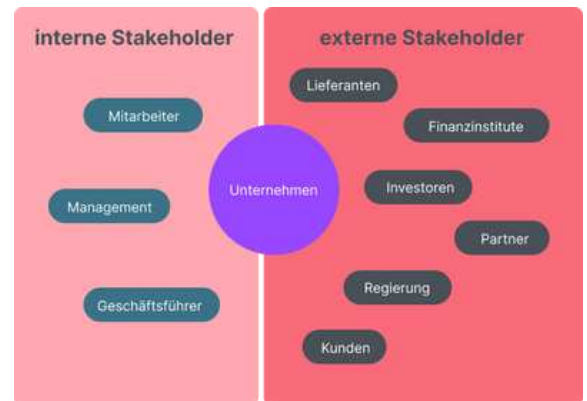 interne Stakeholder
externe Stakeholder
Mitarbeiter
Management
Geschäftsführer
Unternehmen
Lieferanten
Finanzinstitute
Investoren
Partner
Regierung
Kunden